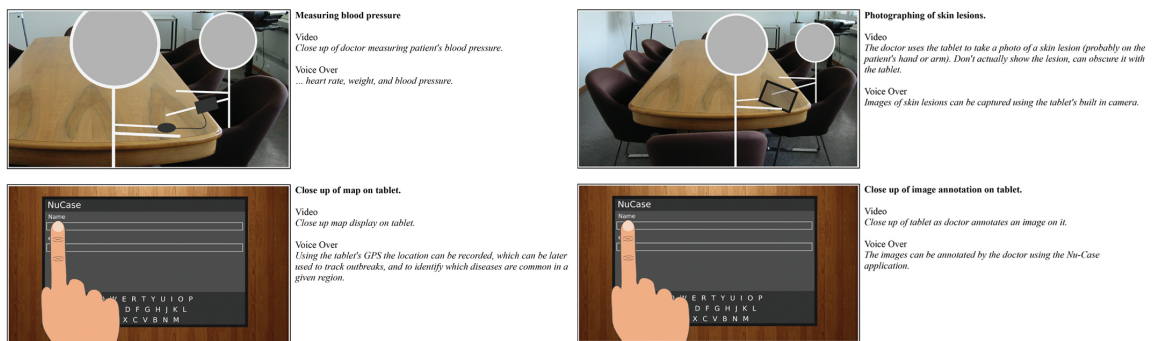 Measuring blood pressure
Video
Close up of doctor measuring patient's blood pressure.
Voice Over
... heart rate, weight, and blood pressure.
Photographing of skin lesions.
Video
The doctor uses the tablet to take a photo of a skin lesion (probably on the
patient's hand or arm). Don't actually show the lesion, can obscure it with
the tablet.
Voice Over
Images of skin lesions can be captured using the tablet's built in camera.
NuCase
Name
W E R T Y U I O P
D F G H J K L
X C V B N M
Close up of map on tablet.
Video
Close up map display on tablet.
Voice Over
Using the tablet's GPS the location can be recorded, which can be later
used to track outbreaks, and to identify which diseases are common in a
given region.
NuCase
Name
W E R T Y U I O P
D F G H J K L
X C V B N M
Close up of image annotation on tablet.
Video
Close up of tablet as doctor annotates an image on it.
Voice Over
The images can be annotated by the doctor using the Nu-Case
application.